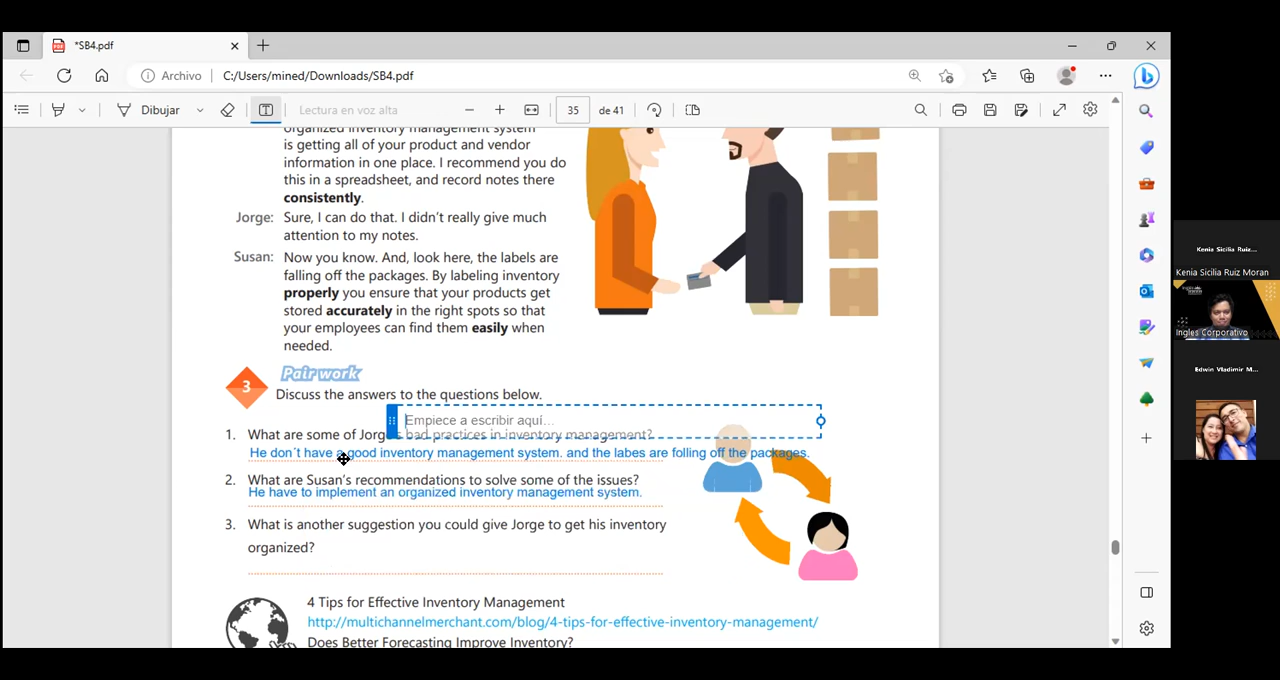 *SB4.pdf
Archivo
C:/Users/mined/Downloads/SB4.pdf
Dibujar
Lectura en voz alta
35
de 41
organized inventory management system
is getting all of your product and vendor
information in one place. I recommend you do
this in a spreadsheet, and record notes there
consistently.
Jorge: Sure, I can do that. I didn't really give much
attention to my notes.
Susan: Now you know. And, look here, the labels are
falling off the packages. By labeling inventory
properly you ensure that your products get
stored accurately in the right spots so that
your employees can find them easily when
needed.
3
Pair work
Discuss the answers to the questions below.
Empiece a escribir aquí...
1. What are some of Jorge's bad practices in inventory management?
He don´t have a good inventory management system. and the labes are folling off the packages.
2. What are Susan's recommendations to solve some of the issues?
He have to implement an organized inventory management system.
3. What is another suggestion you could give Jorge to get his inventory
organized?
4 Tips for Effective Inventory Management
http://multichannelmerchant.com/blog/4-tips-for-effective-inventory-management/
Does Better Forecasting Improve Inventory?
Kenia Sicilia Ruiz...
Kenia Sicilia Ruiz Moran
Ingles Corporativo
Edwin Vladimir M...